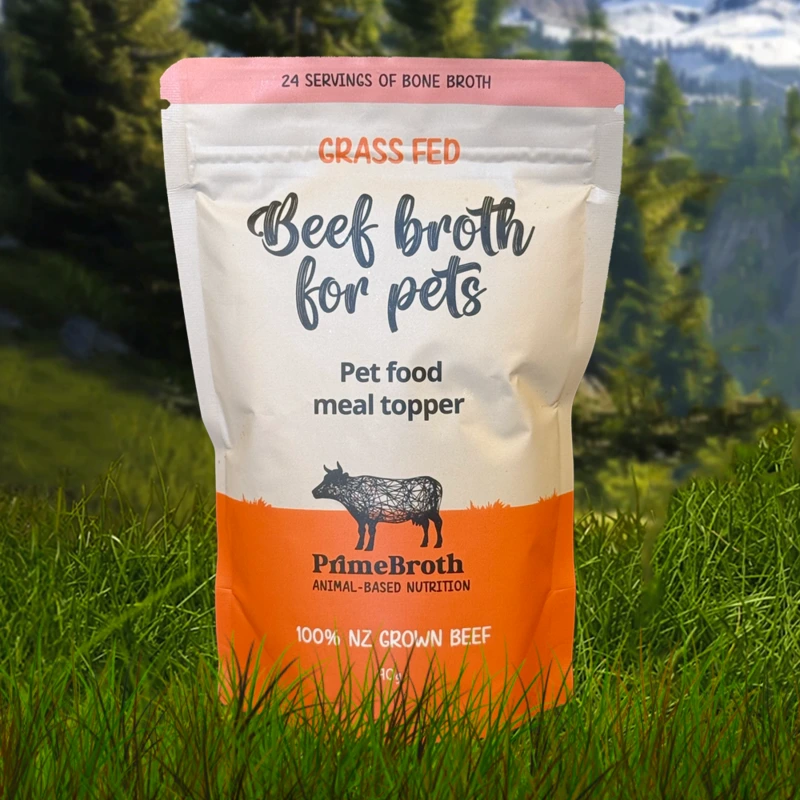 24 SERVINGS OF BONE BROTH
GRASS FED
Beef broth
for pets
Pet food
meal topper
PrimeBroth
ANIMAL-BASED NUTRITION
100% NZ GROWN BEEF